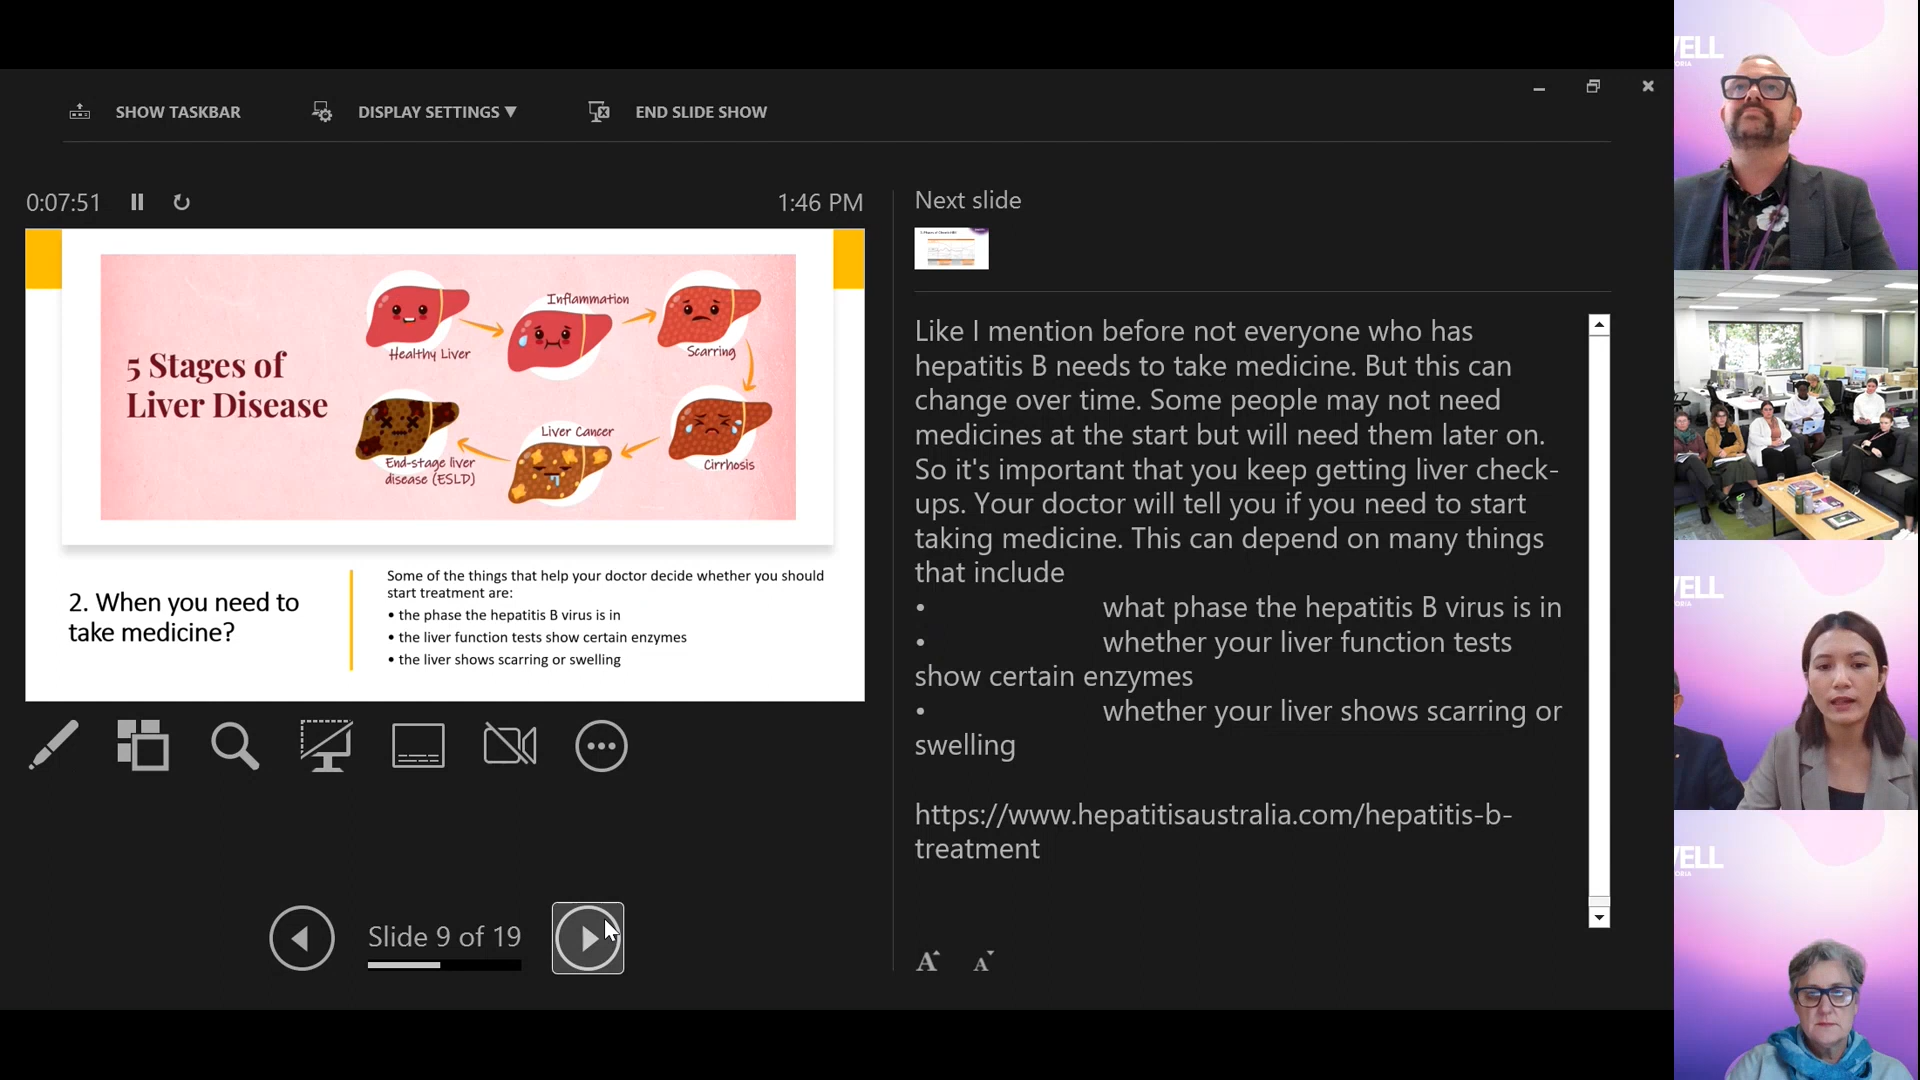 SHOW TASKBAR
DISPLAY SETTINGS ▼
END SLIDE SHOW
0:07:51
1:46 PM
5 Stages of
Liver Disease
Healthy Liver
Inflammation
Scarring
Cirrhosis
Liver Cancer
End-stage liver
disease (ESLD)
2. When you need to
take medicine?
Some of the things that help your doctor decide whether you should
start treatment are:
• the phase the hepatitis B virus is in
• the liver function tests show certain enzymes
• the liver shows scarring or swelling
Slide 9 of 19
Next slide
Like I mention before not everyone who has
hepatitis B needs to take medicine. But this can
change over time. Some people may not need
medicines at the start but will need them later on.
So it's important that you keep getting liver check-
ups. Your doctor will tell you if you need to start
taking medicine. This can depend on many things
that include
• what phase the hepatitis B virus is in
• whether your liver function tests
show certain enzymes
• whether your liver shows scarring or
swelling
https://www.hepatitisaustralia.com/hepatitis-b-
treatment
A A
ELL
ELL
ELL